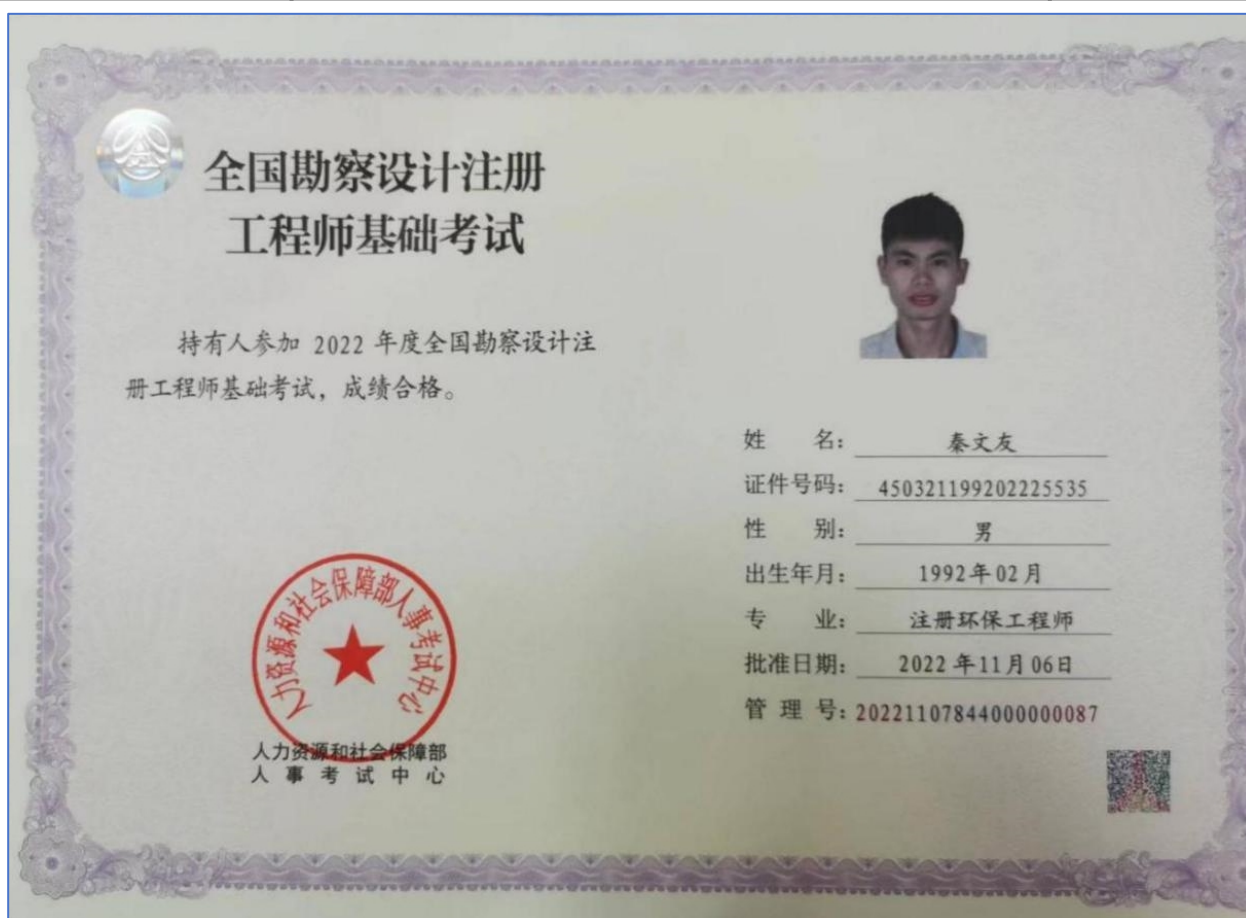 全国勘察设计注册
工程师基础考试
持有人参加 2022 年度全国勘察设计注
册工程师基础考试，成绩合格。
人力资源和社会保障部人事考试中心
人力资源和社会保障部
人事考试中心
姓名：秦文友
证件号码：450321199202225535
性别：男
出生年月：1992年02月
专业：注册环保工程师
批准日期：2022年11月06日
管理号：20221107844000000087